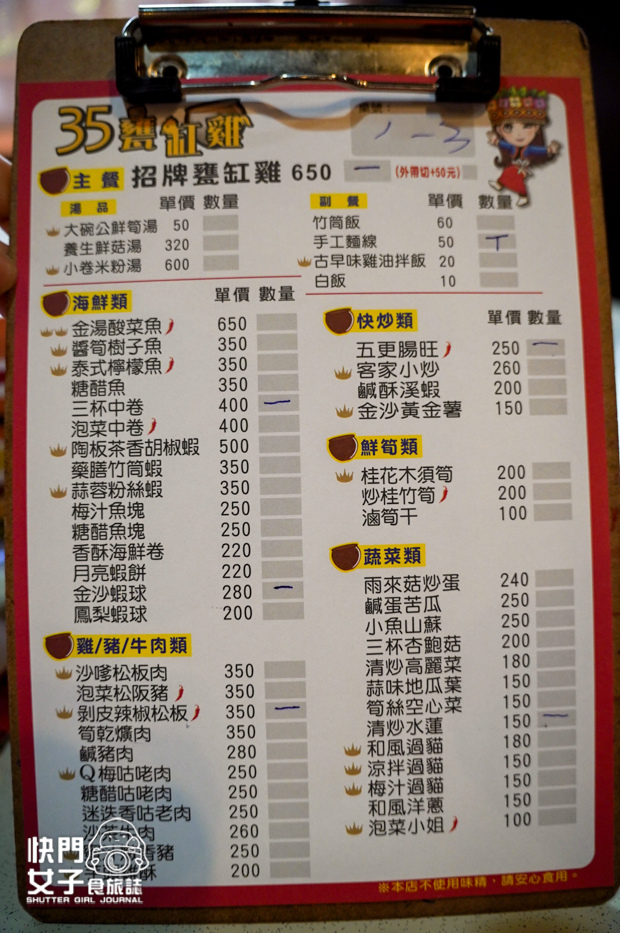 35甕缸雞
桌號：
1-3
主餐 招牌甕缸雞 650 一 (外帶切+50元)
湯品 單價 數量
大碗公鮮筍湯 50
養生鮮菇湯 320
小卷米粉湯 600
副餐 單價 數量
竹筒飯 60
手工麵線 50 T
古早味雞油拌飯 20
白飯 10
海鮮類 單價 數量
金湯酸菜魚 650
醬筍樹子魚 350
泰式檸檬魚 350
糖醋魚 350
三杯中卷 400 一
泡菜中卷 400
陶板茶香胡椒蝦 500
藥膳竹筒蝦 350
蒜蓉粉絲蝦 350
梅汁魚塊 250
糖醋魚塊 250
香酥海鮮卷 220
月亮蝦餅 220
金沙蝦球 280 一
鳳梨蝦球 200
雞/豬/牛肉類
沙嗲松板肉 350
泡菜松阪豬 350
剝皮辣椒松板 350 一
筍乾爌肉 350
鹹豬肉 280
Q梅咕咾肉 250
糖醋咕咾肉 250
迷迭香咕老肉 250
肉 260
豬 250
酥 200
快炒類 單價 數量
五更腸旺 250 一
客家小炒 260
鹹酥溪蝦 200
金沙黃金薯 150
鮮筍類
桂花木須筍 200
炒桂竹筍 200
滷筍干 100
蔬菜類
雨來菇炒蛋 240
鹹蛋苦瓜 250
小魚山蘇 250
三杯杏鮑菇 200
清炒高麗菜 180
蒜味地瓜葉 150
筍絲空心菜 150
清炒水蓮 150 一
和風過貓 180
涼拌過貓 150
梅汁過貓 150
和風洋蔥 150
泡菜小姐 100
※本店不使用味精，請安心食用。
快門
女子食旅誌
SHUTTER GIRL JOURNAL